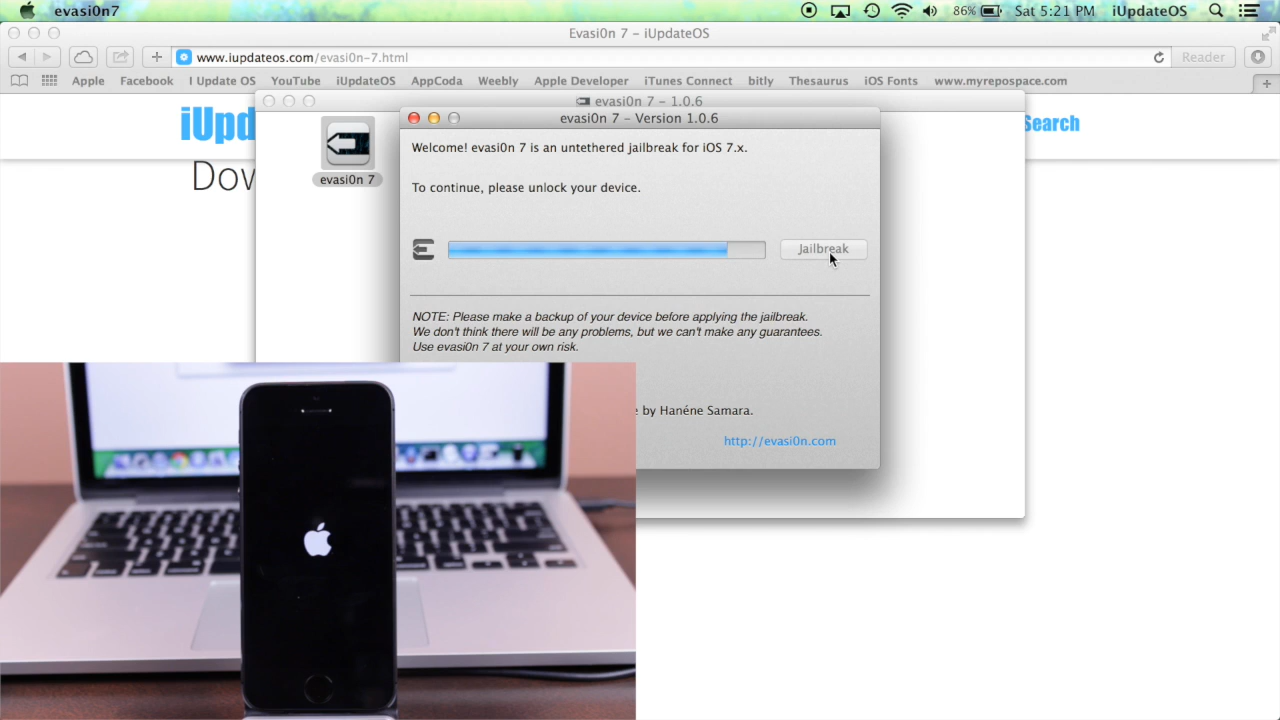 evasi0n7
86%
Sat 5:21 PM
iUpdateOS
Evasi0n 7 – iUpdateOS
www.iupdateos.com/evasi0n-7.html
Reader
Apple
Facebook
I Update OS
YouTube
iUpdateOS
AppCoda
Weebly
Apple Developer
iTunes Connect
bitly
Thesaurus
iOS Fonts
www.myrepospace.com
evasi0n 7 – 1.0.6
iUpd
Search
Dov
evasi0n 7
evasi0n 7 – Version 1.0.6
Welcome! evasi0n 7 is an untethered jailbreak for iOS 7.x.
To continue, please unlock your device.
Jailbreak
NOTE: Please make a backup of your device before applying the jailbreak.
We don't think there will be any problems, but we can't make any guarantees.
Use evasi0n 7 at your own risk.
e by Hanéne Samara.
http://evasi0n.com